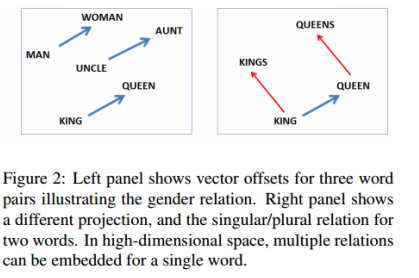 WOMAN
AUNT
MAN
UNCLE
QUEEN
KING
QUEENS
KINGS
QUEEN
KING
Figure 2: Left panel shows vector offsets for three word
pairs illustrating the gender relation. Right panel shows
a different projection, and the singular/plural relation for
two words. In high-dimensional space, multiple relations
can be embedded for a single word.